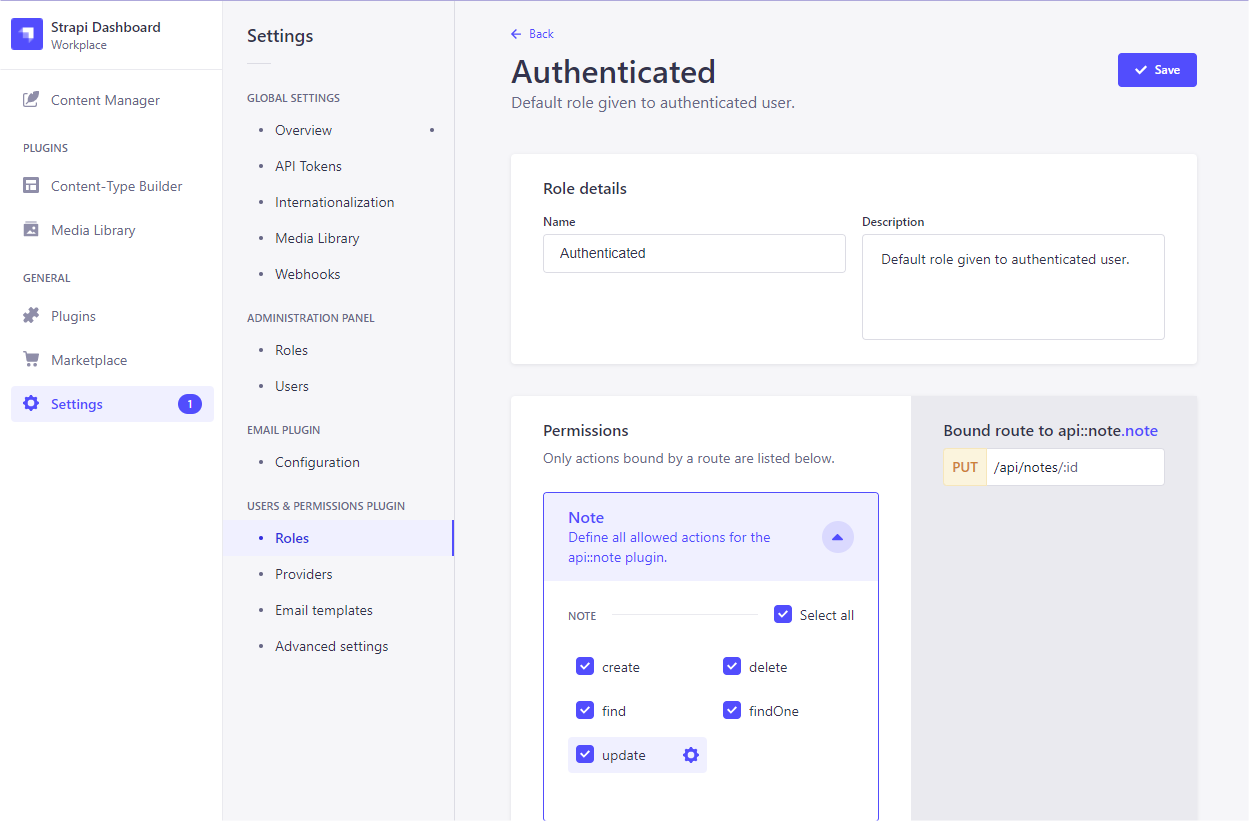 Strapi Dashboard
Workplace
Content Manager
PLUGINS
Content-Type Builder
Media Library
GENERAL
Plugins
Marketplace
Settings
1
Settings
GLOBAL SETTINGS
Overview
API Tokens
Internationalization
Media Library
Webhooks
ADMINISTRATION PANEL
Roles
Users
EMAIL PLUGIN
Configuration
USERS & PERMISSIONS PLUGIN
Roles
Providers
Email templates
Advanced settings
Back
Authenticated
Default role given to authenticated user.
Save
Role details
Name
Authenticated
Description
Default role given to authenticated user.
Permissions
Only actions bound by a route are listed below.
Note
Define all allowed actions for the
api::note plugin.
NOTE
Select all
create
delete
find
findOne
update
Bound route to api::note.note
PUT
/api/notes/:id